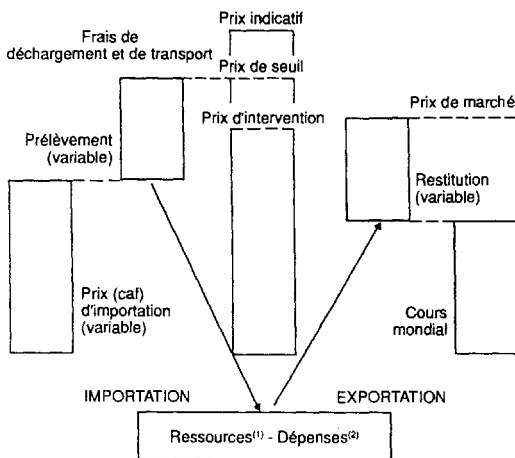 Prix indicatif
Frais de
déchargement et de transport
Prix de seuil
Prix de marché
Prix d'intervention
Prélèvement
(variable)
Restitution
(variable)
Prix (caf)
d'importation
(variable)
Cours
mondial
IMPORTATION
EXPORTATION
Ressources(1) - Dépenses(2)